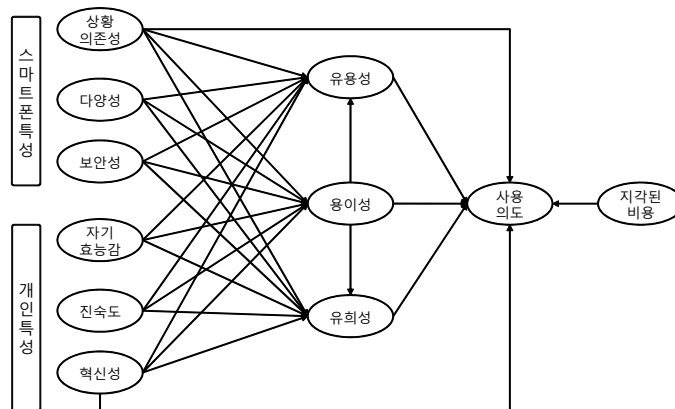 스마트폰특성
상황
의존성
다양성
보안성
개인특성
자기
효능감
진숙도
혁신성
유용성
용이성
유희성
사용
의도
지각된
비용